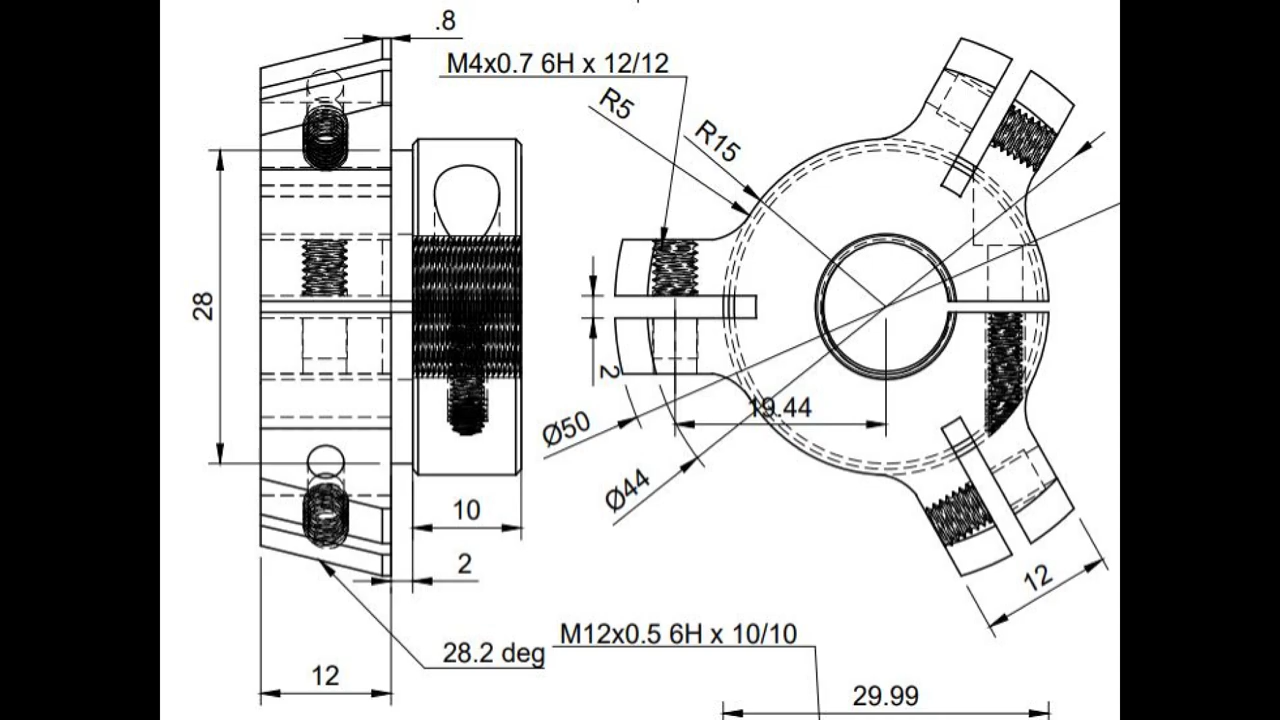 .8
M4x0.7 6H x 12/12
R5
R15
28
2
19.44
Ø50
Ø44
10
2
12
28.2 deg
M12x0.5 6H x 10/10
12
29.99